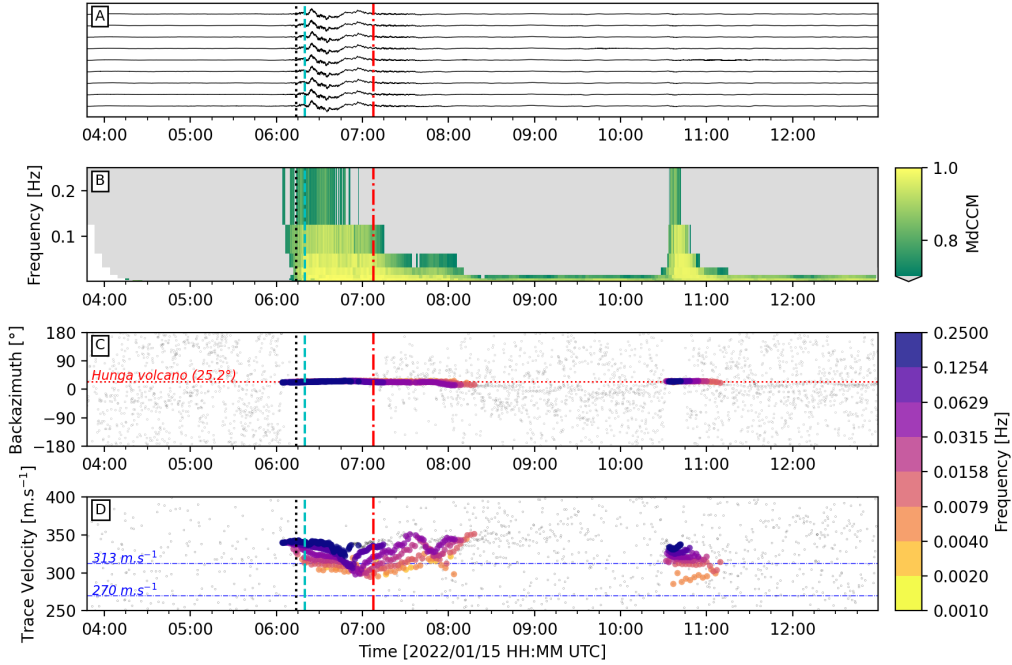 A
04:00 05:00 06:00 07:00 08:00 09:00 10:00 11:00 12:00
B
Frequency [Hz]
0.2
0.1
04:00 05:00 06:00 07:00 08:00 09:00 10:00 11:00 12:00
1.0
0.8
MdCCM
C
Backazimuth [°]
180
90
0
−90
−180
Hunga volcano (25.2°)
04:00 05:00 06:00 07:00 08:00 09:00 10:00 11:00 12:00
D
Trace Velocity [m.s⁻¹]
400
350
300
250
313 m.s⁻¹
270 m.s⁻¹
04:00 05:00 06:00 07:00 08:00 09:00 10:00 11:00 12:00
Time [2022/01/15 HH:MM UTC]
0.2500
0.1254
0.0629
0.0315
0.0158
0.0079
0.0040
0.0020
0.0010
Frequency [Hz]